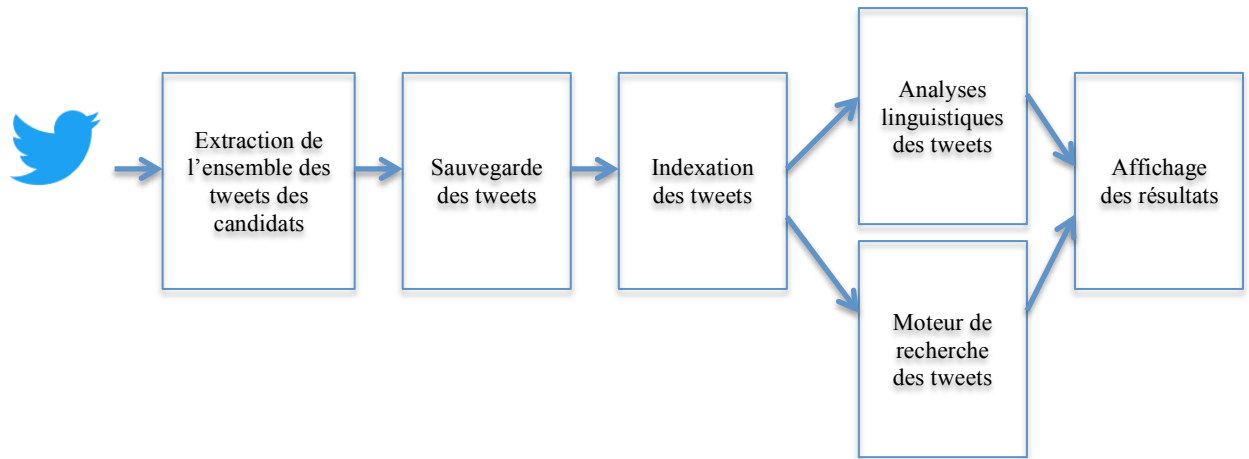 Extraction de
l’ensemble des
tweets des
candidats
Sauvegarde
des tweets
Indexation
des tweets
Analyses
linguistiques
des tweets
Moteur de
recherche
des tweets
Affichage
des résultats